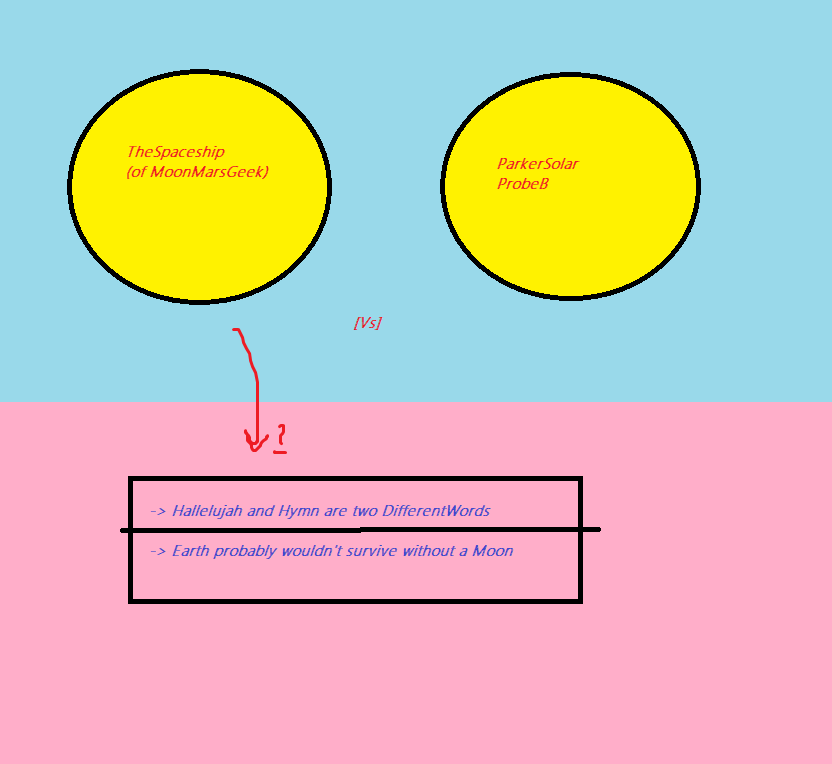 TheSpaceship
(of MoonMarsGeek)
ParkerSolar
ProbeB
[Vs]
?
-> Hallelujah and Hymn are two DifferentWords
-> Earth probably wouldn't survive without a Moon